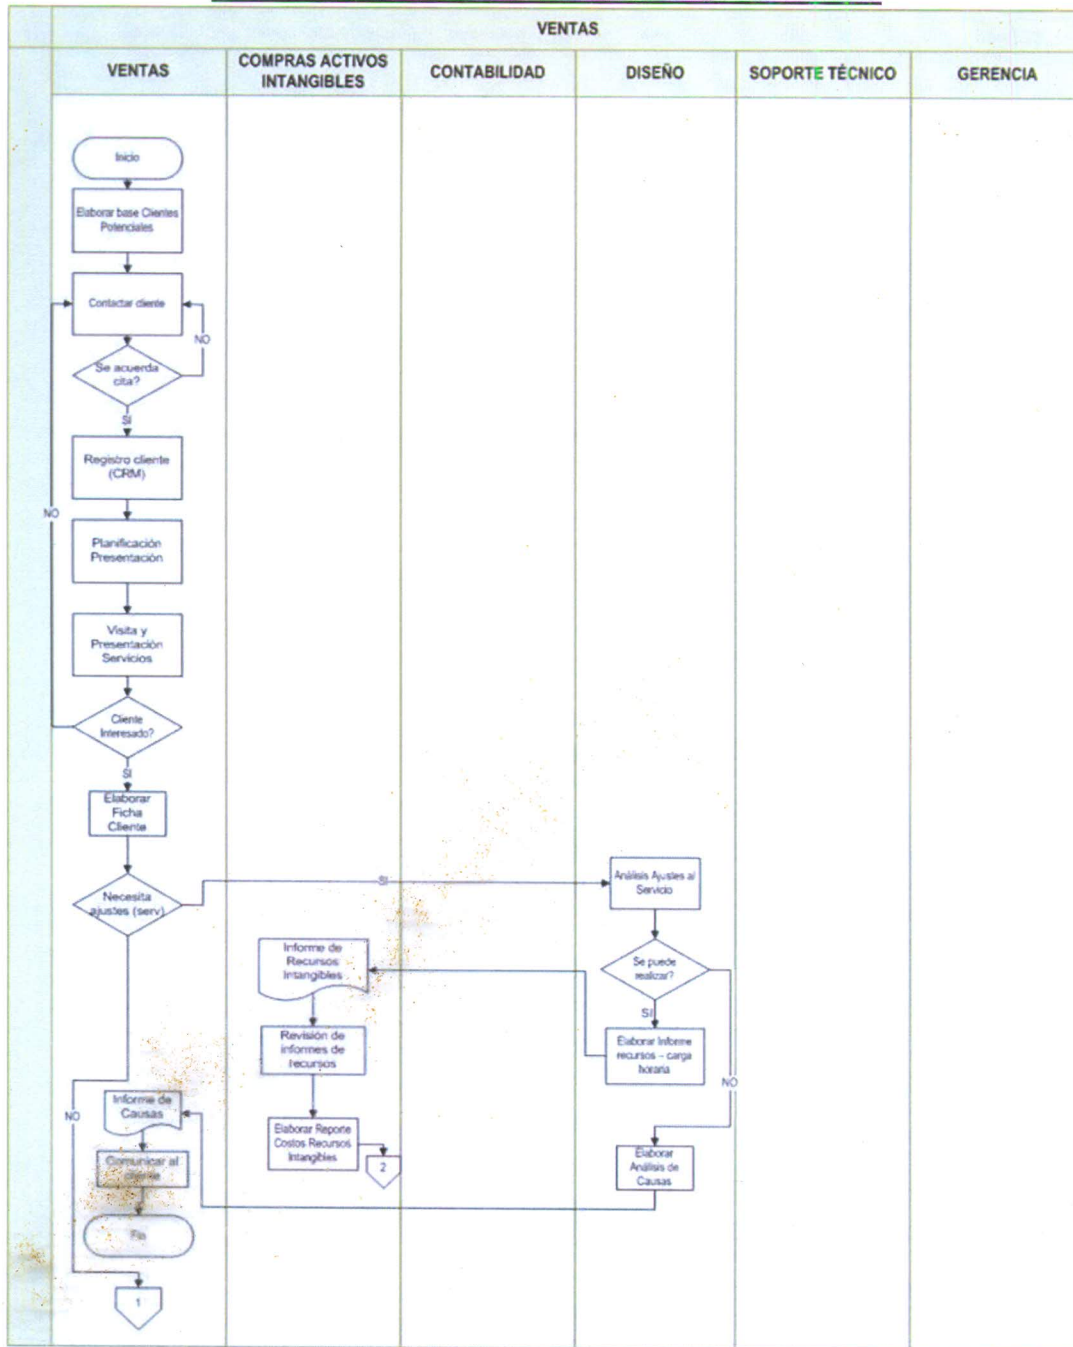 VENTAS
VENTAS
COMPRAS ACTIVOS
INTANGIBLES
CONTABILIDAD
DISEÑO
SOPORTE TÉCNICO
GERENCIA
Inicio
Elaborar base Clientes
Potenciales
Contactar cliente
NO
Se acuerda
cita?
SI
Registro cliente
(CRM)
NO
Planificación
Presentación
Visita y
Presentación
Servicios
Cliente
Interesado?
SI
Elaborar
Ficha
Cliente
Necesita
ajustes (serv)
SI
Análisis Ajustes al
Servicio
Se puede
realizar?
SI
Informe de
Recursos
Intangibles
Elaborar Informe
recursos – carga
horaria
Revisión de
informes de
recursos
NO
NO
Informe de
Causas
Elaborar Reporte
Costos Recursos
Intangibles
2
Elaborar
Análisis de
Causas
Comunicar al
cliente
Fin
1